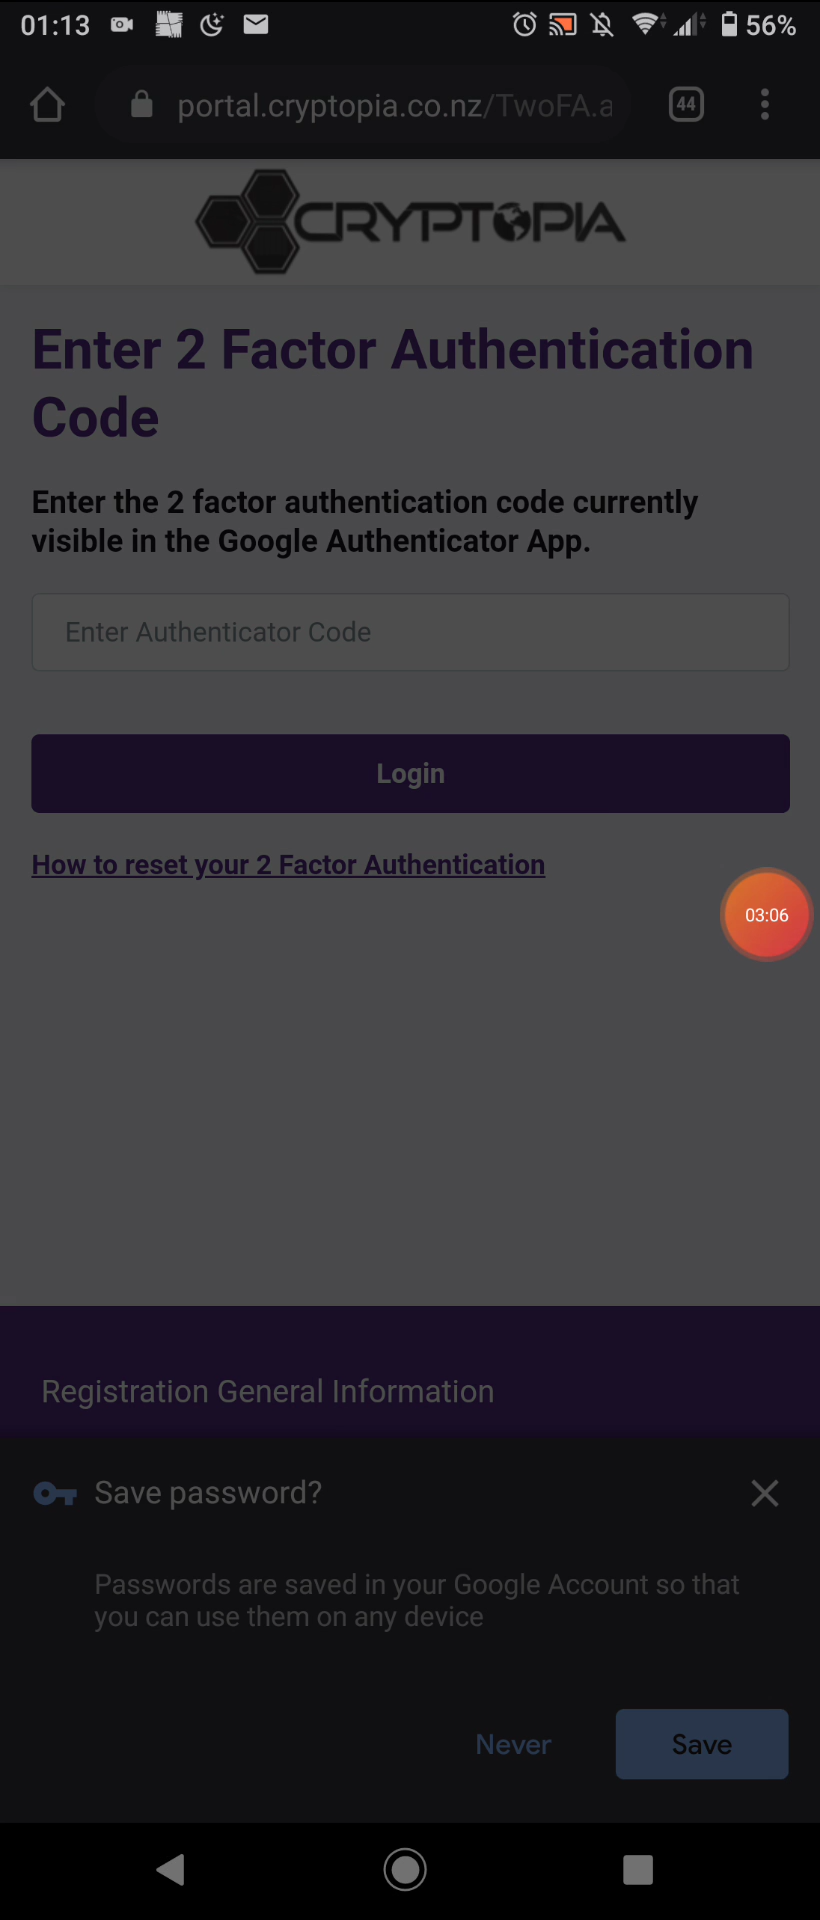 01:13
56%
portal.cryptopia.co.nz/TwoFA.a
44
CRYPTOPIA
Enter 2 Factor Authentication
Code
Enter the 2 factor authentication code currently
visible in the Google Authenticator App.
Enter Authenticator Code
Login
How to reset your 2 Factor Authentication
03:06
Registration General Information
Save password?
Passwords are saved in your Google Account so that
you can use them on any device
Never
Save